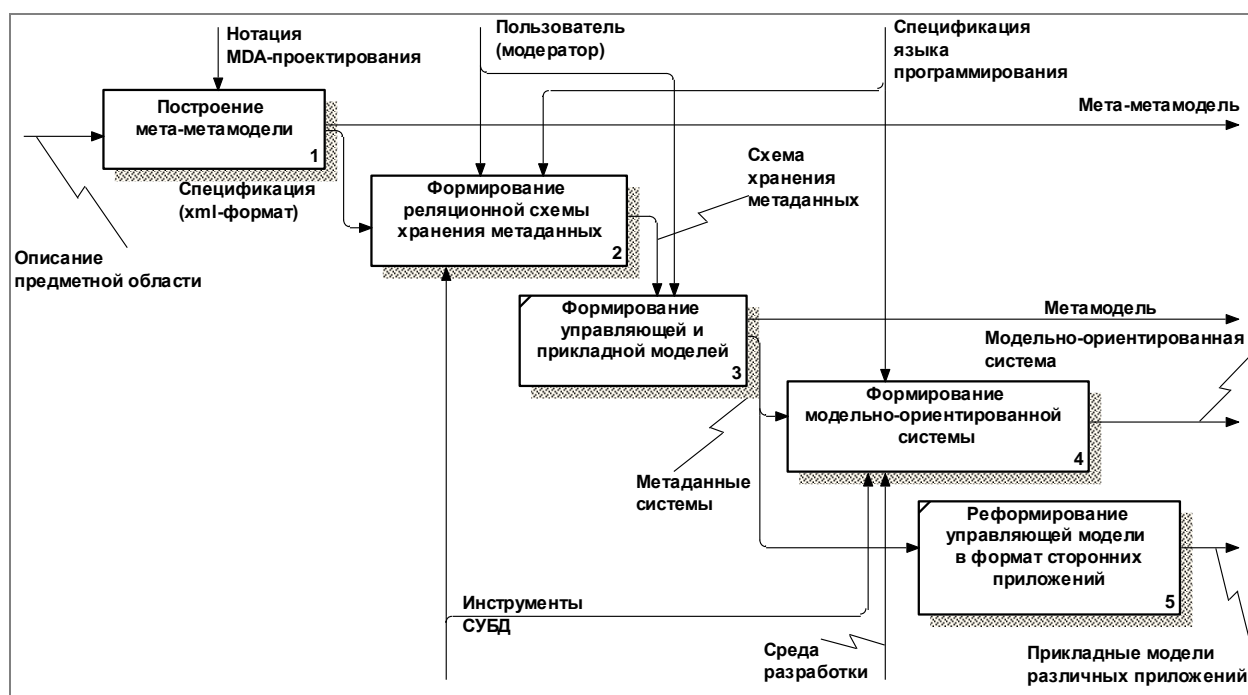 Нотация
MDA-проектирования
Пользователь
(модератор)
Спецификация
языка
программирования
Построение
мета-метамодели
1
Мета-метамодель
Спецификация
(xml-формат)
Формирование
реляционной схемы
хранения метаданных
2
Схема
хранения
метаданных
Описание
предметной области
Формирование
управляющей и
прикладной моделей
3
Метамодель
Модельно-ориентированная
система
Формирование
модельно-ориентированной
системы
4
Метаданные
системы
Реформирование
управляющей модели
в формат сторонних
приложений
5
Инструменты
СУБД
Среда
разработки
Прикладные модели
различных приложений